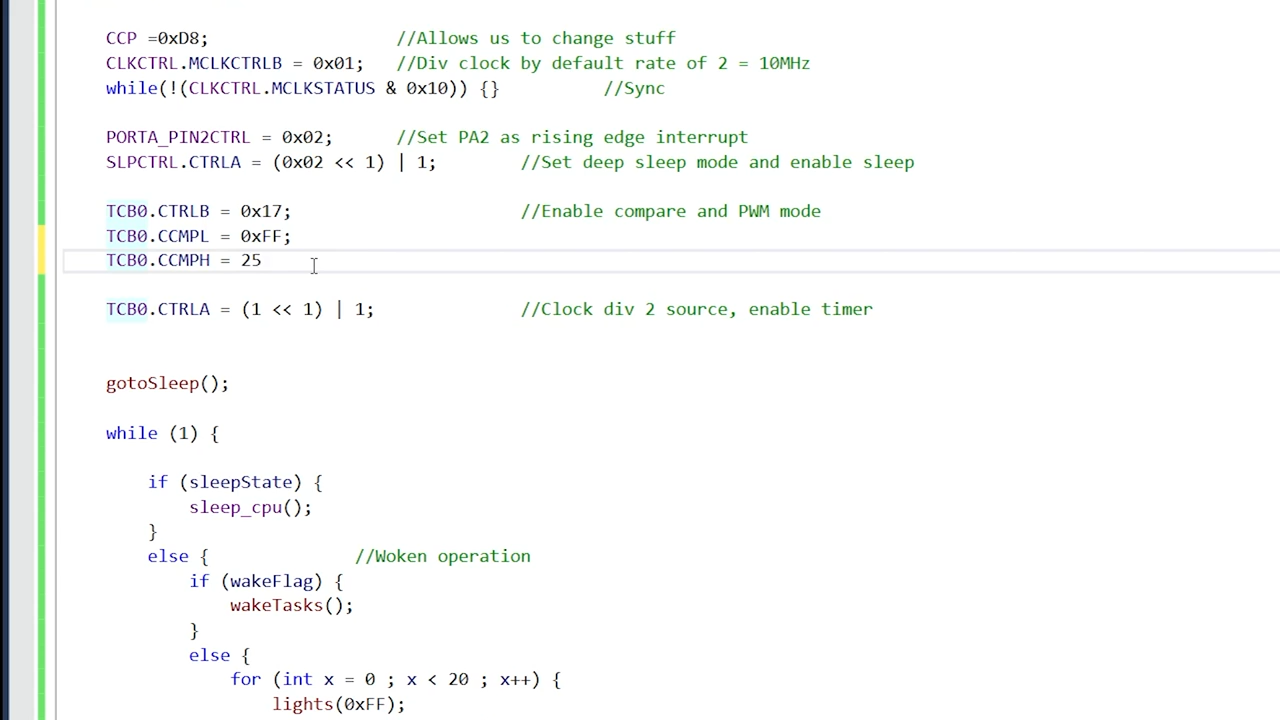 CCP =0xD8; //Allows us to change stuff
CLKCTRL.MCLKCTRLB = 0x01; //Div clock by default rate of 2 = 10MHz
while(!(CLKCTRL.MCLKSTATUS & 0x10)) {} //Sync
PORTA_PIN2CTRL = 0x02; //Set PA2 as rising edge interrupt
SLPCTRL.CTRLA = (0x02 << 1) | 1; //Set deep sleep mode and enable sleep
TCB0.CTRLB = 0x17; //Enable compare and PWM mode
TCB0.CCMPL = 0xFF;
TCB0.CCMPH = 25
TCB0.CTRLA = (1 << 1) | 1; //Clock div 2 source, enable timer
gotoSleep();
while (1) {
if (sleepState) {
sleep_cpu();
}
else { //Woken operation
if (wakeFlag) {
wakeTasks();
}
else {
for (int x = 0 ; x < 20 ; x++) {
lights(0xFF);